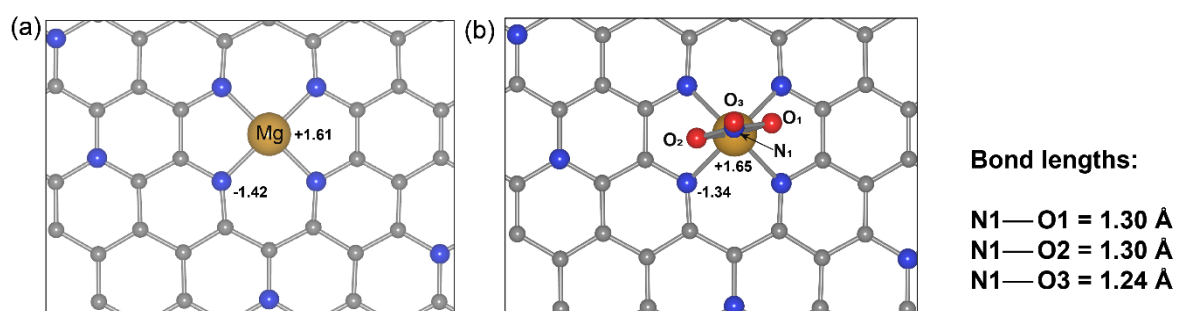 (a)
Mg
+1.61
-1.42
(b)
O₃
O₁
O₂
N₁
+1.65
-1.34
Bond lengths:
N1—O1 = 1.30 Å
N1—O2 = 1.30 Å
N1—O3 = 1.24 Å